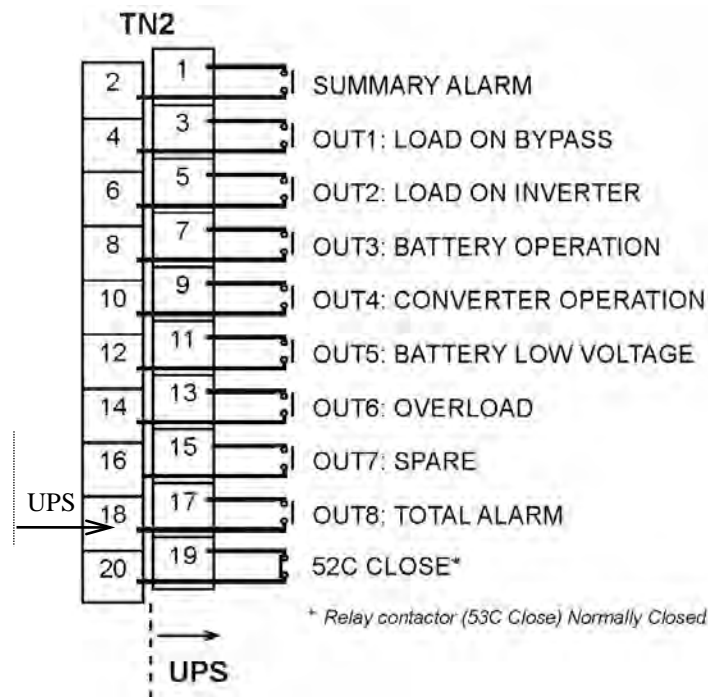 TN2
1
2
SUMMARY ALARM
3
4
OUT1: LOAD ON BYPASS
5
6
OUT2: LOAD ON INVERTER
7
8
OUT3: BATTERY OPERATION
9
10
OUT4: CONVERTER OPERATION
11
12
OUT5: BATTERY LOW VOLTAGE
13
14
OUT6: OVERLOAD
15
16
OUT7: SPARE
17
UPS
18
OUT8: TOTAL ALARM
19
20
52C CLOSE*
* Relay contactor (53C Close) Normally Closed
UPS